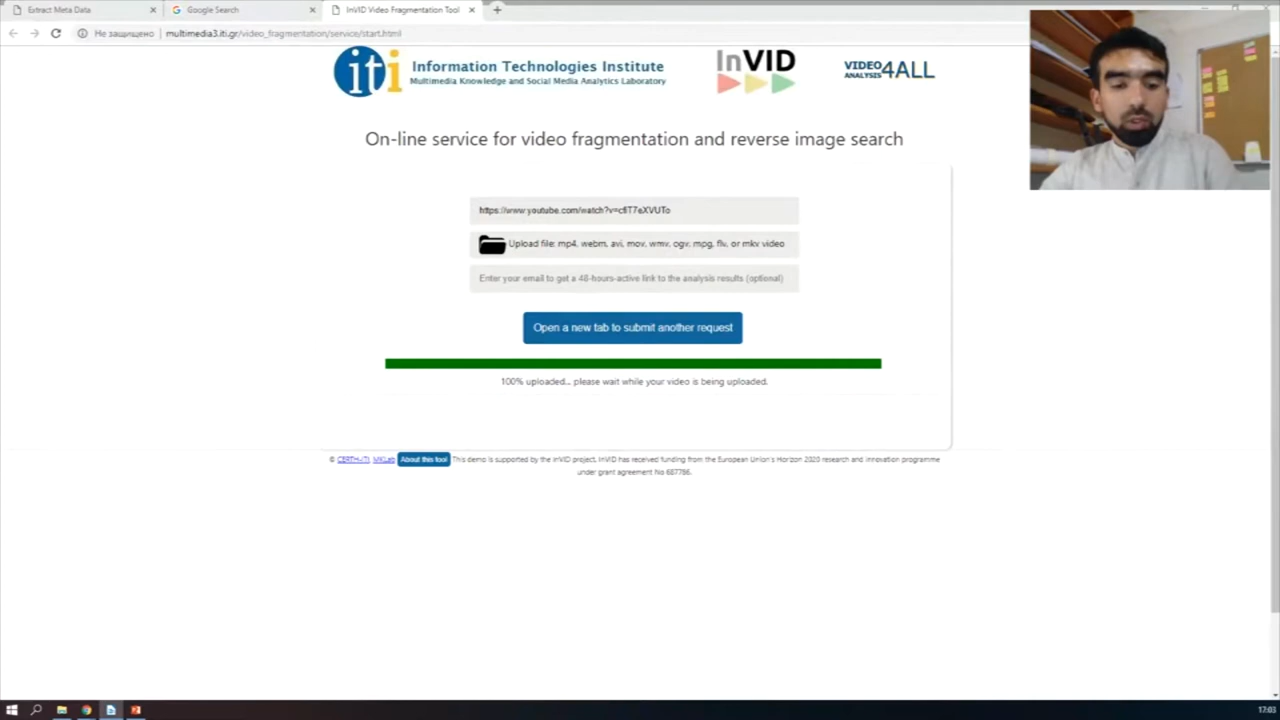 Extract Meta Data
Google Search
InVID Video Fragmentation Tool
Не защищено
multimedia3.iti.gr/video_fragmentation/service/start.html
iti
Information Technologies Institute
Multimedia Knowledge and Social Media Analytics Laboratory
InVID
VIDEO ANALYSIS 4ALL
On-line service for video fragmentation and reverse image search
Upload file: mp4, webm, avi, mov, wmv, ogv, mpg, flv, or mkv video
Enter your email to get a 48-hours-active link to the analysis results (optional)
Open a new tab to submit another request
100% uploaded... please wait while your video is being uploaded.
© CERTH-ITI, MKLab About this tool This demo is supported by the InVID project. InVID has received funding from the European Union's Horizon 2020 research and innovation programme
under grant agreement No 687786.
17:03